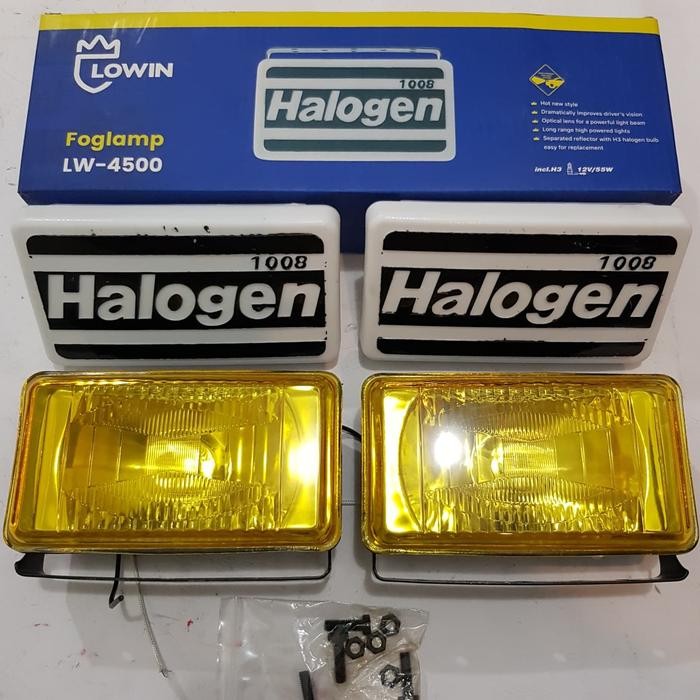 LOWIN
Foglamp
LW-4500
1008
Halogen
Hot new style
Dramatically improves driver's vision
Optical lens for a powerful light beam
Long range high powered lights
Separated reflector with H3 halogen bulb
easy for replacement
incl.H3 12V/55W
1008
Halogen
1008
Halogen